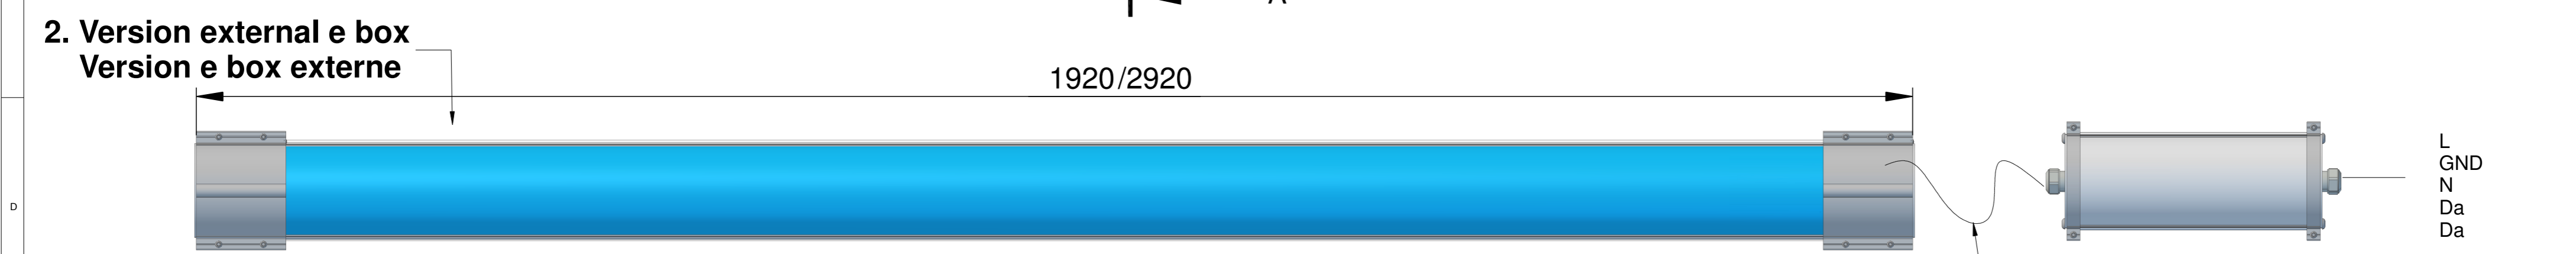 2. Version external e box
Version e box externe
1920/2920
L
GND
N
Da
Da
D